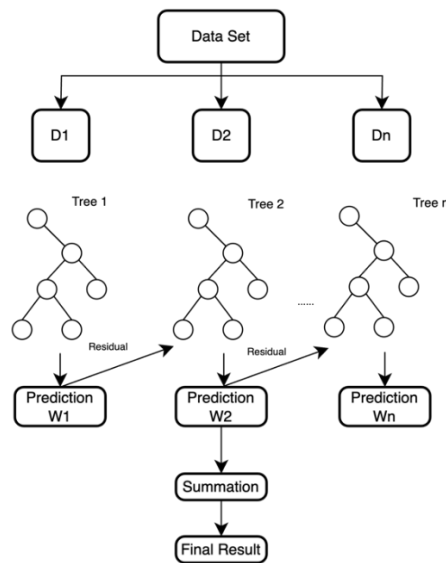 Data Set
D1
D2
Dn
Tree 1
Tree 2
Tree n
......
Residual
Residual
Prediction
W1
Prediction
W2
Prediction
Wn
Summation
Final Result